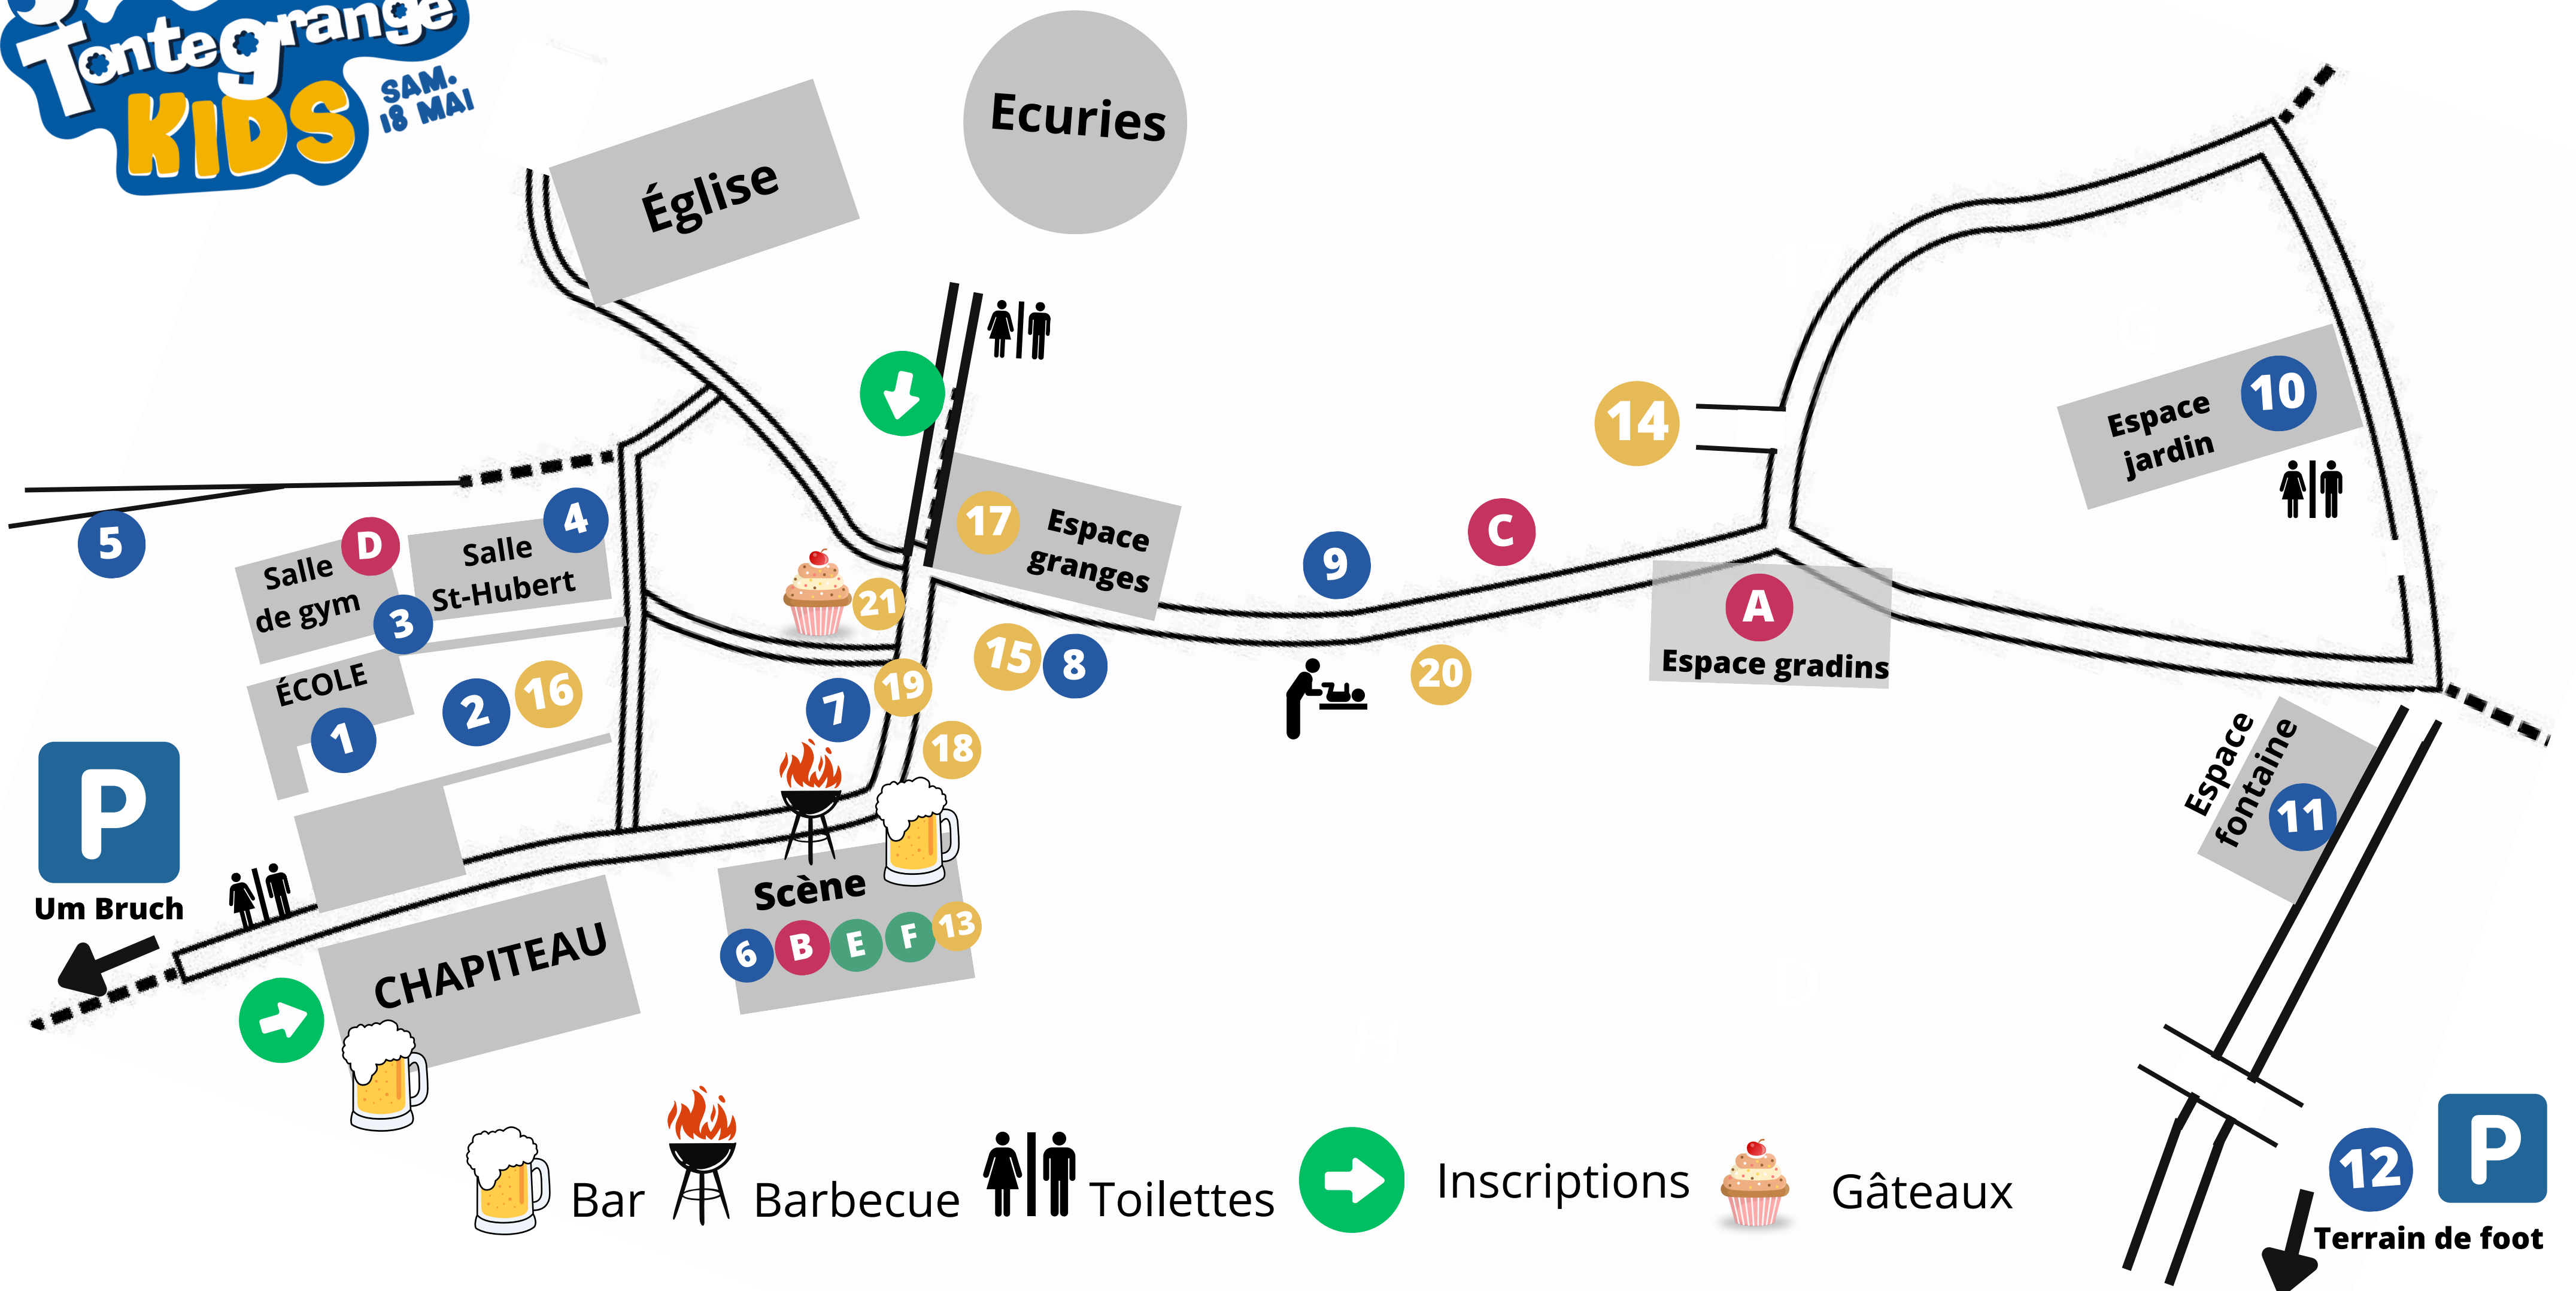 Tontegrange
KIDS
SAM.
18 MAI
Église
Ecuries
14
Espace
jardin
10
5
Salle
de gym
D
Salle
St-Hubert
4
3
17
Espace
granges
9
C
21
A
Espace gradins
ÉCOLE
1
2
16
7
19
15
8
20
18
Espace
fontaine
11
P
Um Bruch
CHAPITEAU
Scène
6
B
E
F
13
D
H
G
17
Bar
Barbecue
Toilettes
Inscriptions
Gâteaux
12
P
Terrain de foot